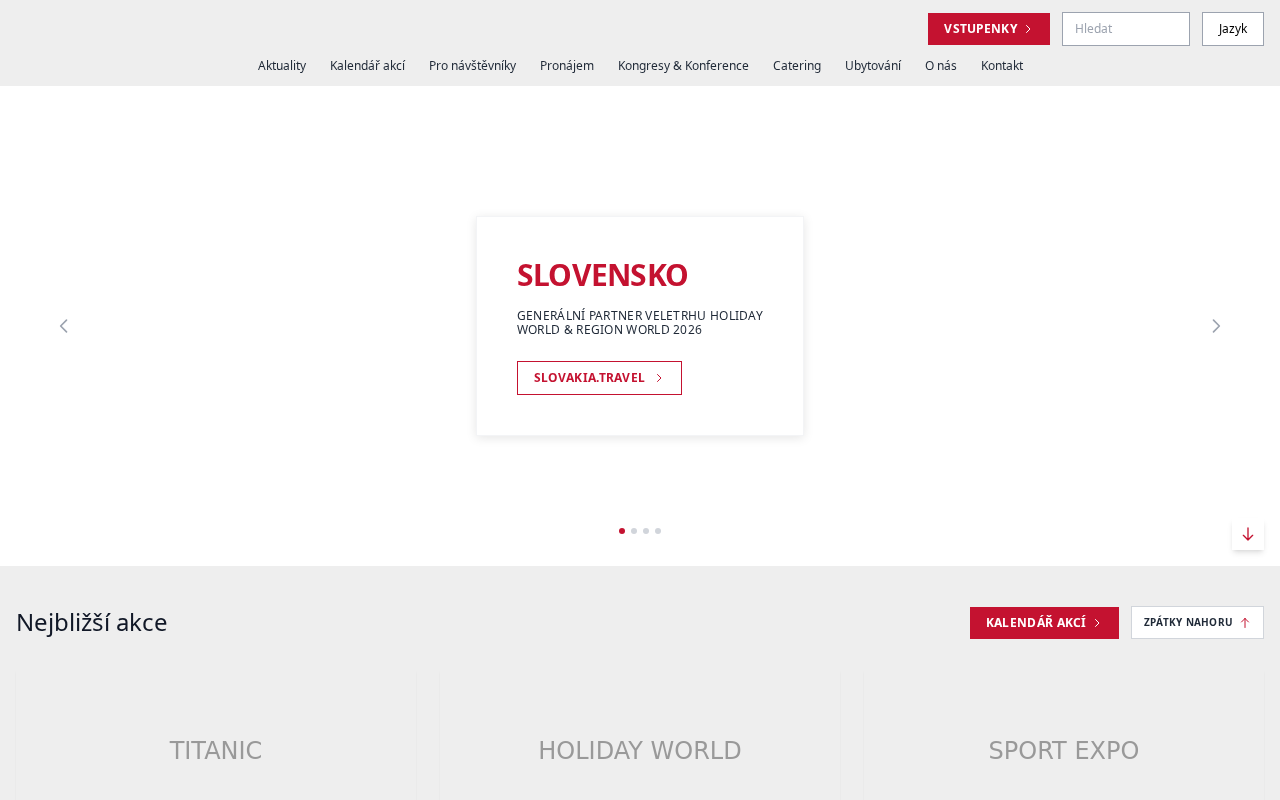 VSTUPENKY
Hledat
Jazyk
Aktuality
Kalendář akcí
Pro návštěvníky
Pronájem
Kongresy & Konference
Catering
Ubytování
O nás
Kontakt
SLOVENSKO
GENERÁLNÍ PARTNER VELETRHU HOLIDAY
WORLD & REGION WORLD 2026
SLOVAKIA.TRAVEL
Nejbližší akce
KALENDÁŘ AKCÍ
ZPÁTKY NAHORU
TITANIC
HOLIDAY WORLD
SPORT EXPO